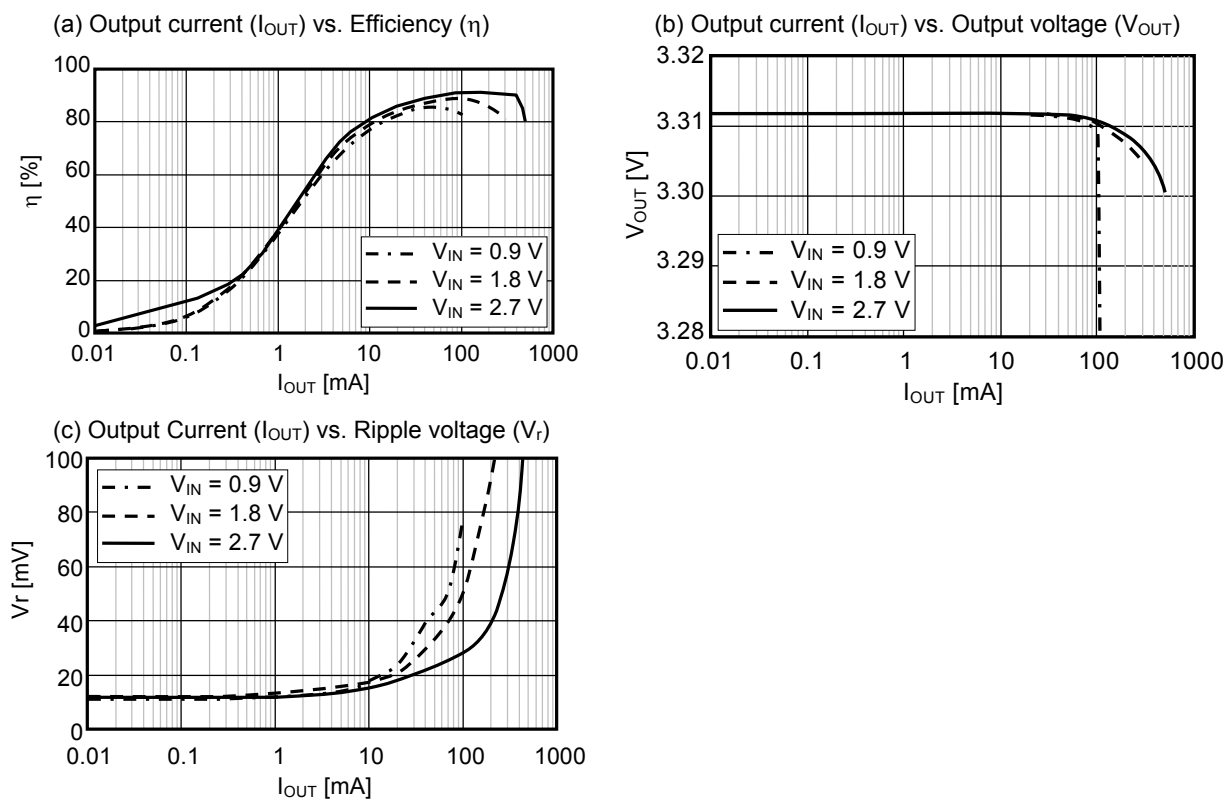 (a) Output current (IOUT) vs. Efficiency (η)
100
80
60
40
20
0
η [%]
0.01 0.1 1 10 100 1000
IOUT [mA]
VIN = 0.9 V
VIN = 1.8 V
VIN = 2.7 V
(b) Output current (IOUT) vs. Output voltage (VOUT)
3.32
3.31
3.30
3.29
3.28
VOUT [V]
0.01 0.1 1 10 100 1000
IOUT [mA]
VIN = 0.9 V
VIN = 1.8 V
VIN = 2.7 V
(c) Output Current (IOUT) vs. Ripple voltage (Vr)
100
80
60
40
20
0
Vr [mV]
0.01 0.1 1 10 100 1000
IOUT [mA]
VIN = 0.9 V
VIN = 1.8 V
VIN = 2.7 V